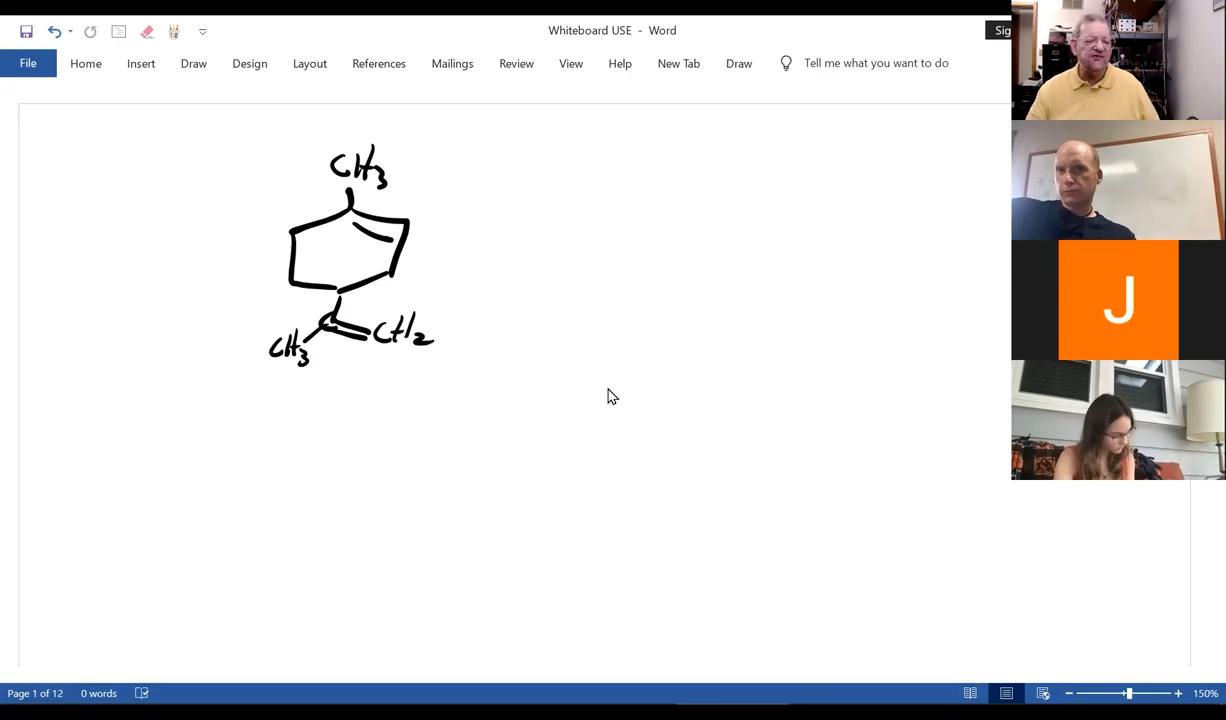 Whiteboard USE - Word
Sig
File Home Insert Draw Design Layout References Mailings Review View Help New Tab Draw Tell me what you want to do
CH3
C
CH2
CH3
J
Page 1 of 12 0 words 150%